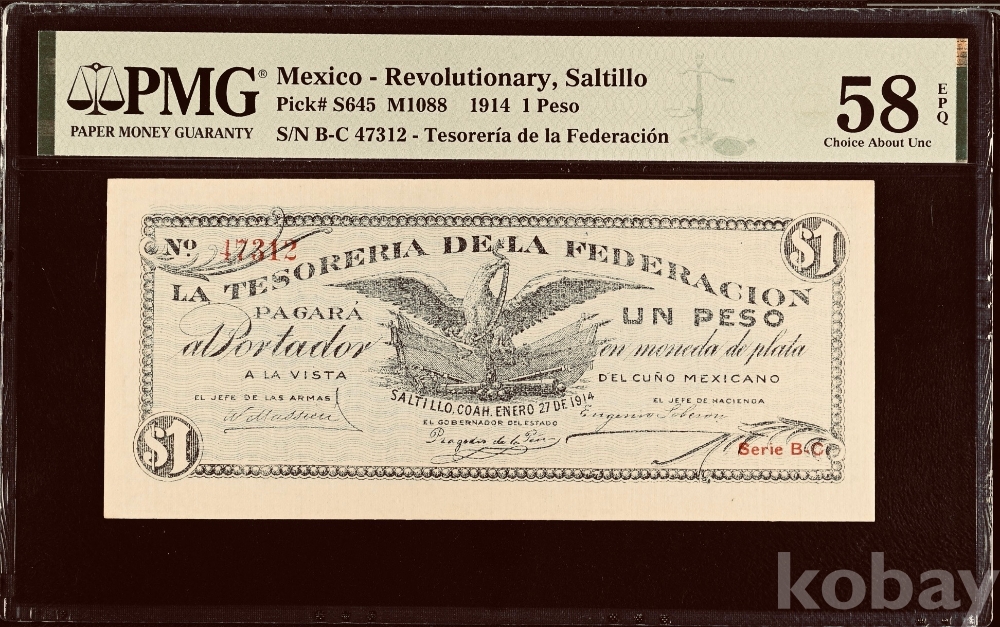 PMG®
PAPER MONEY GUARANTY
Mexico - Revolutionary, Saltillo
Pick# S645 M1088 1914 1 Peso
S/N B-C 47312 - Tesorería de la Federación
58
EPQ
Choice About Unc
$1
Nº 47312
LA TESORERIA DE LA FEDERACION
PAGARÁ
UN PESO
al Portador
en moneda de plata
A LA VISTA
DEL CUÑO MEXICANO
EL JEFE DE LAS ARMAS
SALTILLO, COAH. ENERO 27 DE 1914
EL JEFE DE HACIENDA
EL GOBERNADOR DEL ESTADO
$1
Serie B-C
kobay